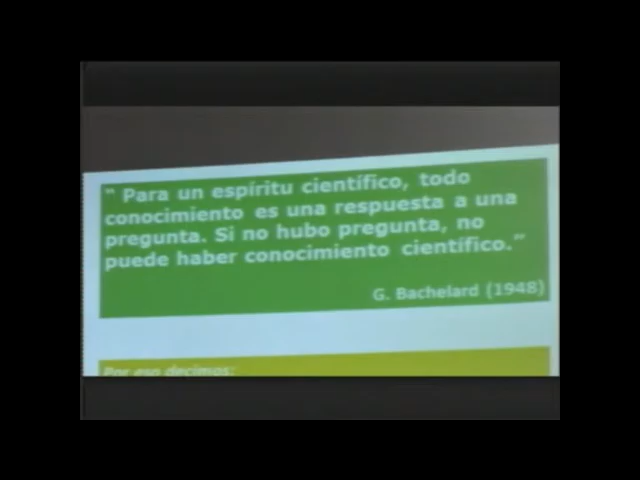 " Para un espíritu científico, todo
conocimiento es una respuesta a una
pregunta. Si no hubo pregunta, no
puede haber conocimiento científico.”
G. Bachelard (1948)
Por eso decimos: